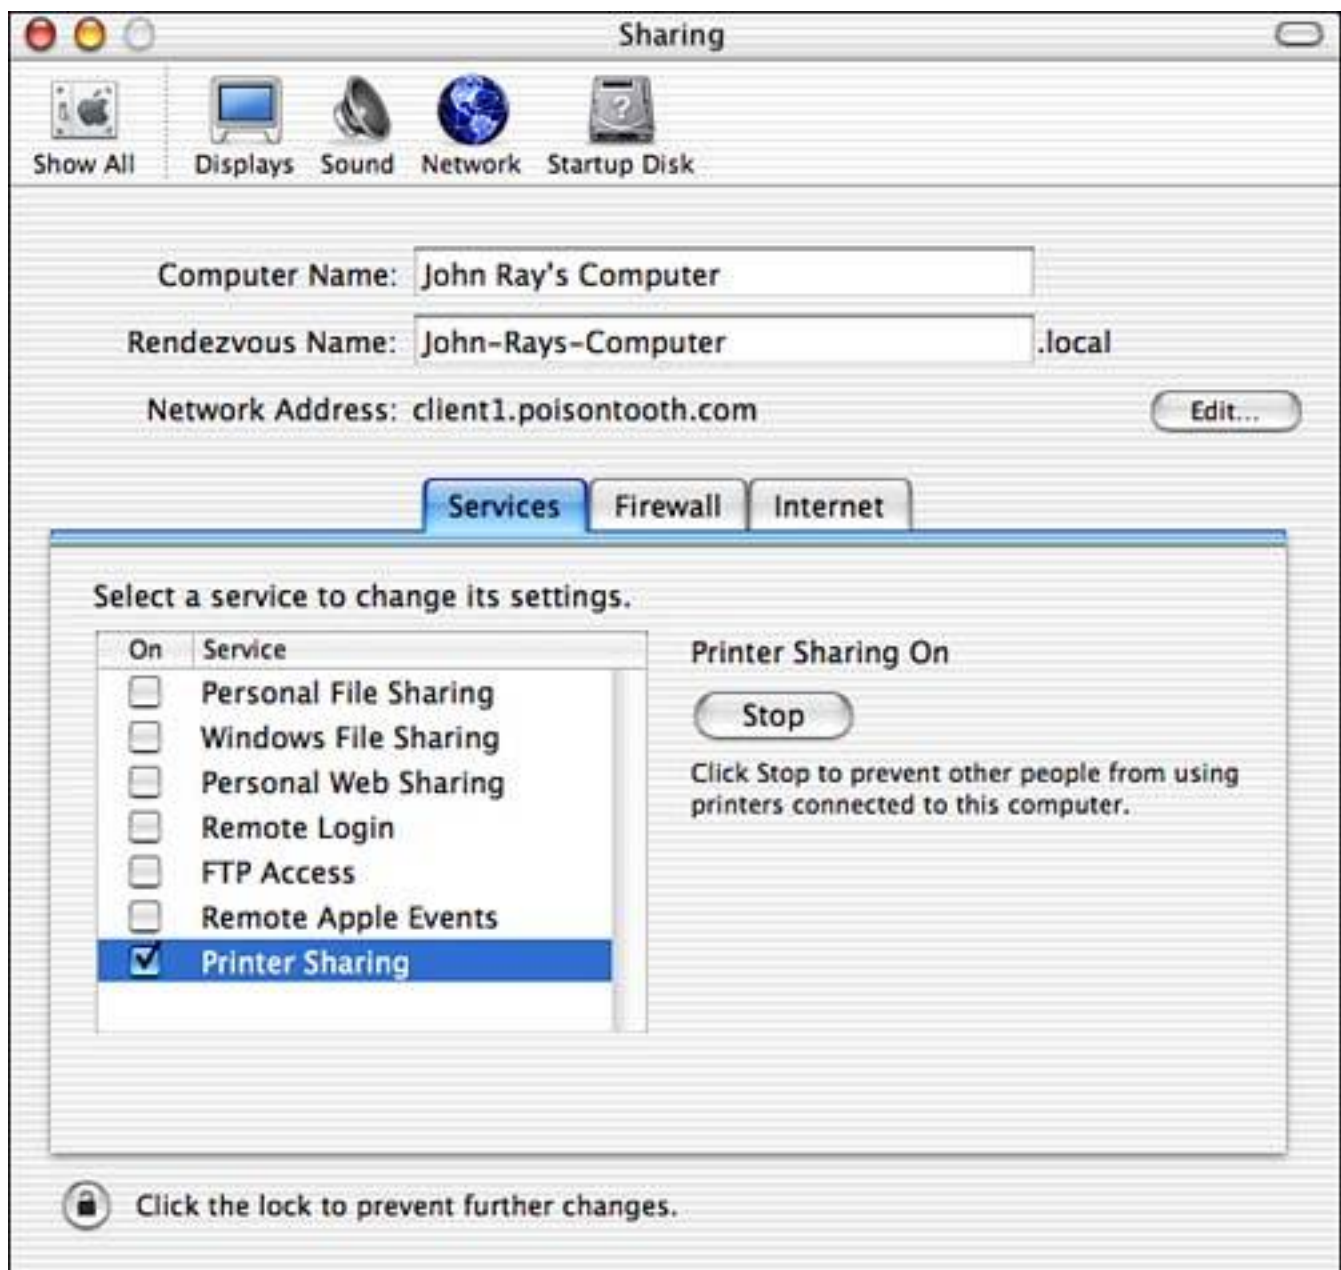 Sharing
Show All
Displays
Sound
Network
Startup Disk
Computer Name: John Ray's Computer
Rendezvous Name: John-Rays-Computer .local
Network Address: client1.poisontooth.com Edit...
Services Firewall Internet
Select a service to change its settings.
On Service
Personal File Sharing
Windows File Sharing
Personal Web Sharing
Remote Login
FTP Access
Remote Apple Events
Printer Sharing
Printer Sharing On
Stop
Click Stop to prevent other people from using
printers connected to this computer.
Click the lock to prevent further changes.